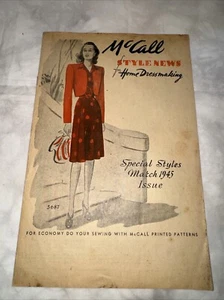 McCall
STYLE NEWS
for Home Dressmaking
Special Styles
March 1945
Issue
FOR ECONOMY DO YOUR SEWING WITH McCALL PRINTED PATTERNS